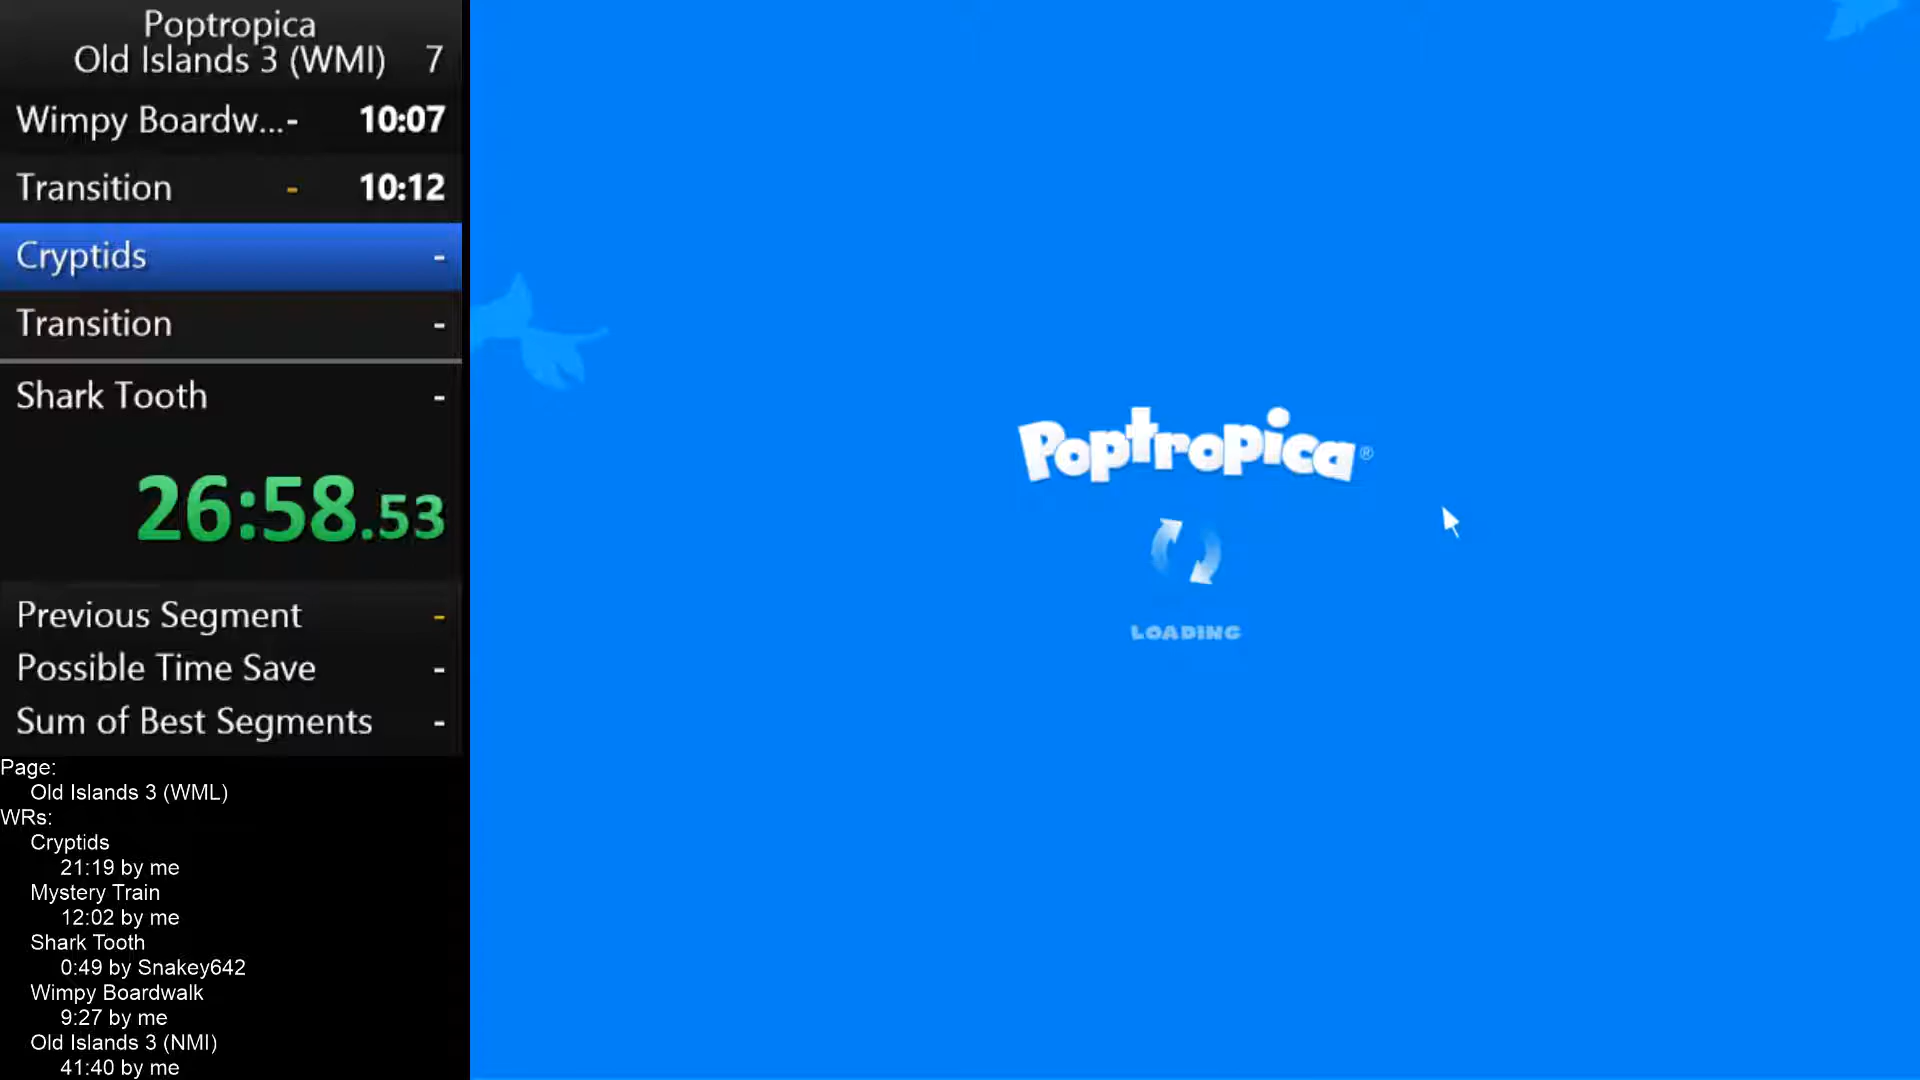 Poptropica
Old Islands 3 (WMI) 7
Wimpy Boardw...- 10:07
Transition - 10:12
Cryptids -
Transition -
Shark Tooth -
26:58.53
Previous Segment -
Possible Time Save -
Sum of Best Segments -
Page:
Old Islands 3 (WML)
WRs:
Cryptids
21:19 by me
Mystery Train
12:02 by me
Shark Tooth
0:49 by Snakey642
Wimpy Boardwalk
9:27 by me
Old Islands 3 (NMI)
41:40 by me
Poptropica®
LOADING